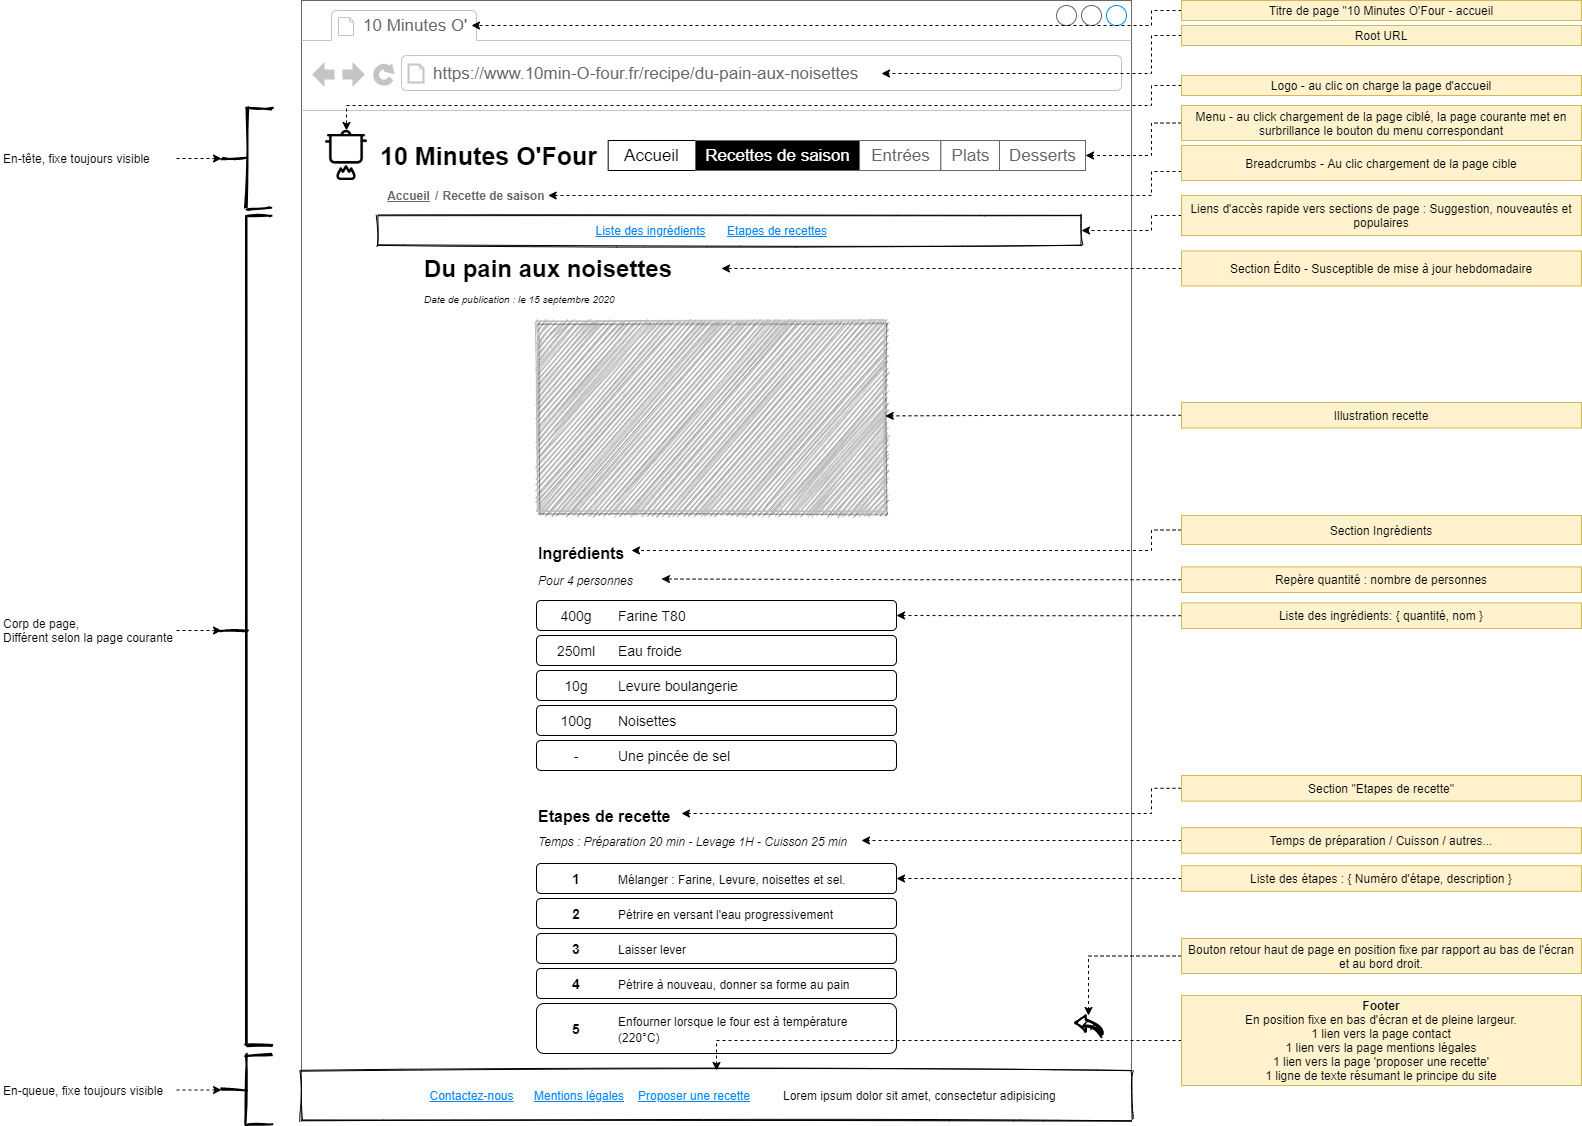 10 Minutes O'
https://www.10min-O-four.fr/recipe/du-pain-aux-noisettes
10 Minutes O'Four
Accueil
Recettes de saison
Entrées
Plats
Desserts
Accueil / Recette de saison
Liste des ingrédients
Etapes de recettes
Du pain aux noisettes
Date de publication : le 15 septembre 2020
Ingrédients
Pour 4 personnes
400g Farine T80
250ml Eau froide
10g Levure boulangerie
100g Noisettes
- Une pincée de sel
Etapes de recette
Temps : Préparation 20 min - Levage 1H - Cuisson 25 min
1 Mélanger : Farine, Levure, noisettes et sel.
2 Pétrire en versant l'eau progressivement
3 Laisser lever
4 Pétrire à nouveau, donner sa forme au pain
5 Enfourner lorsque le four est à température
(220°C)
Contactez-nous
Mentions légales
Proposer une recette
Lorem ipsum dolor sit amet, consectetur adipisicing
En-tête, fixe toujours visible
Corp de page,
Différent selon la page courante
En-queue, fixe toujours visible
Titre de page "10 Minutes O'Four - accueil
Root URL
Logo - au clic on charge la page d'accueil
Menu - au click chargement de la page ciblé, la page courante met en
surbrillance le bouton du menu correspondant
Breadcrumbs - Au clic chargement de la page cible
Liens d'accès rapide vers sections de page : Suggestion, nouveautés et
populaires
Section Édito - Susceptible de mise à jour hebdomadaire
Illustration recette
Section Ingrédients
Repère quantité : nombre de personnes
Liste des ingrédients: { quantité, nom }
Section "Etapes de recette"
Temps de préparation / Cuisson / autres...
Liste des étapes : { Numéro d'étape, description }
Bouton retour haut de page en position fixe par rapport au bas de l'écran
et au bord droit.
Footer
En position fixe en bas d'écran et de pleine largeur.
1 lien vers la page contact
1 lien vers la page mentions légales
1 lien vers la page 'proposer une recette'
1 ligne de texte résumant le principe du site